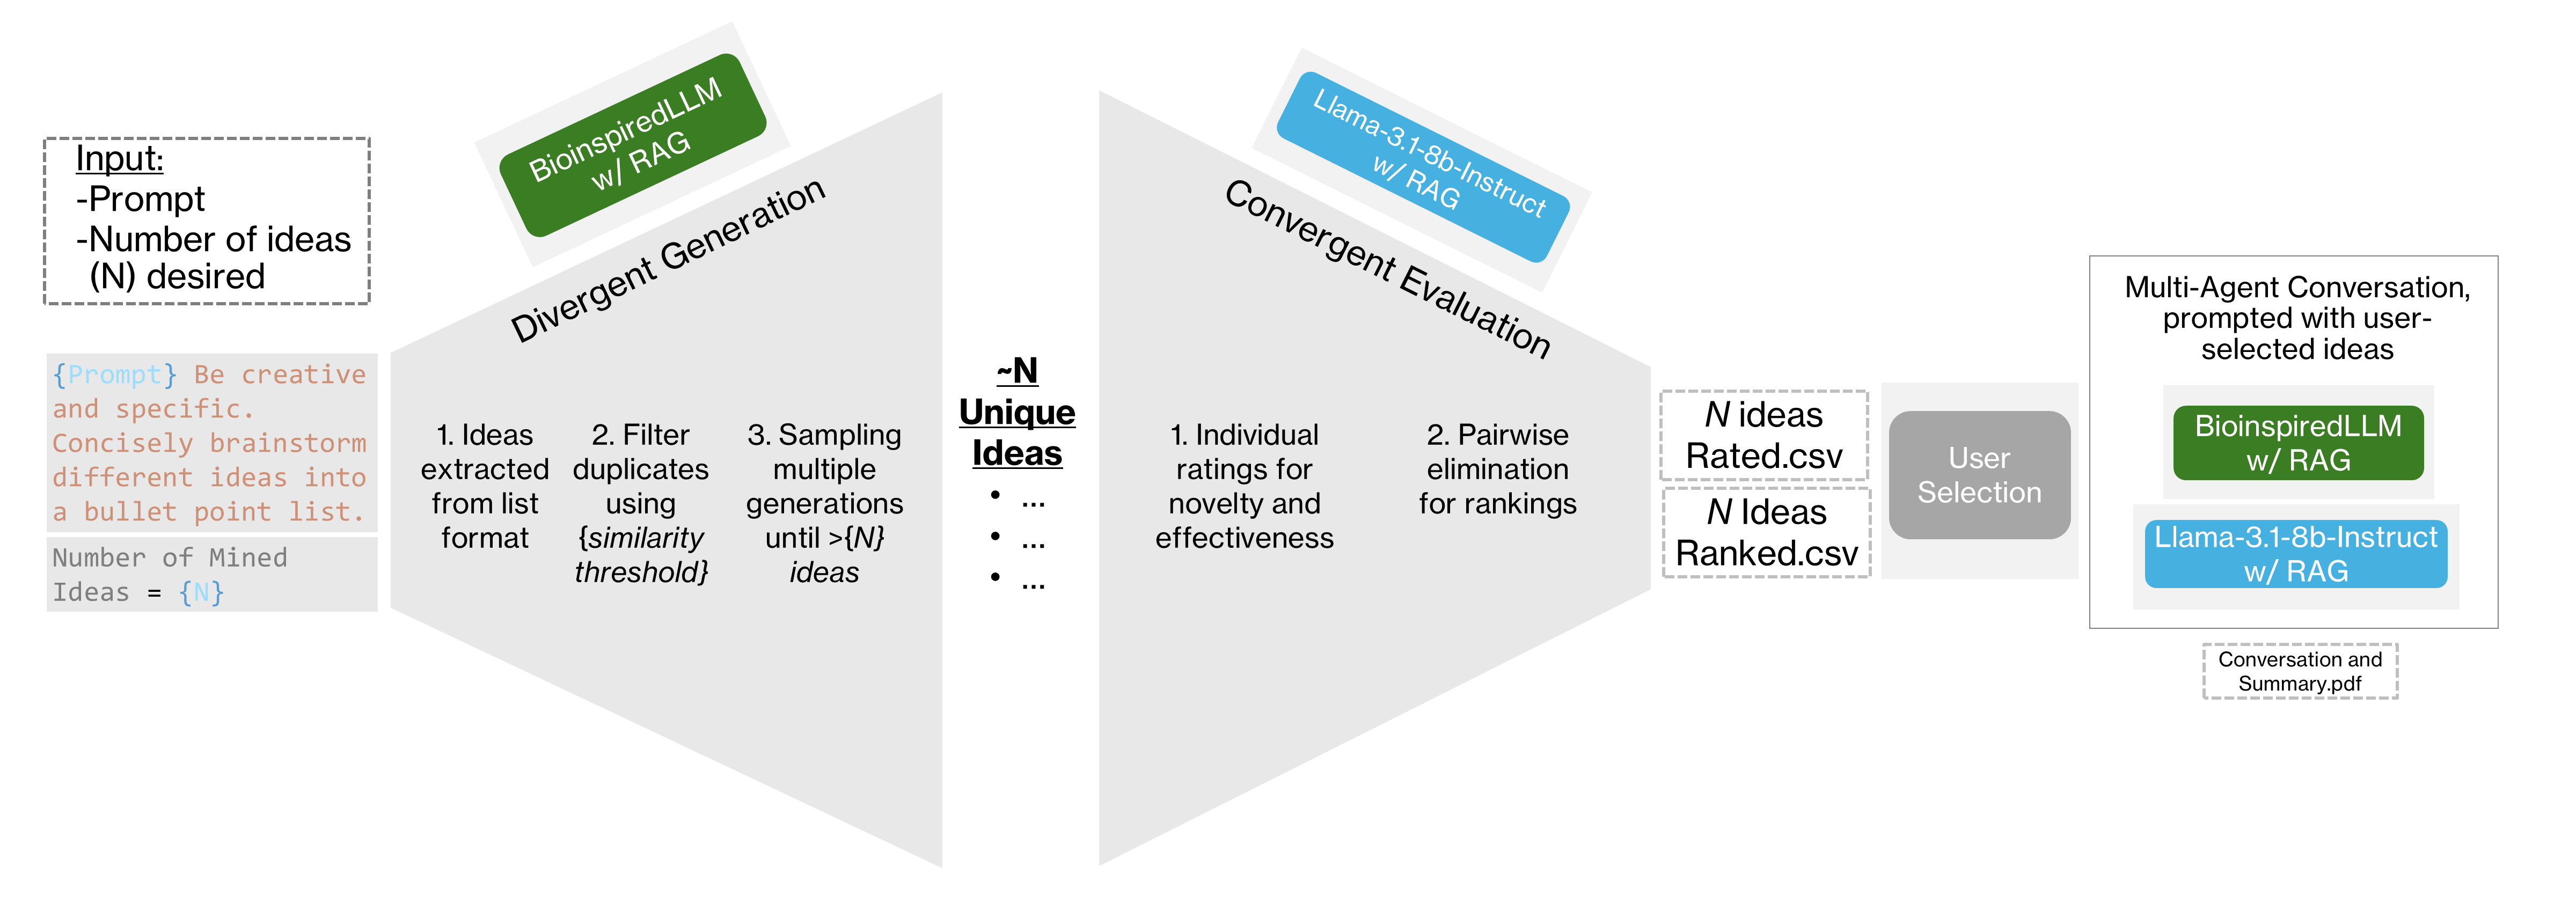 Input:
-Prompt
-Number of ideas
(N) desired
{Prompt} Be creative
and specific.
Concisely brainstorm
different ideas into
a bullet point list.
Number of Mined
Ideas = {N}
BioinspiredLLM
w/ RAG
Divergent Generation
1. Ideas
extracted
from list
format
2. Filter
duplicates
using
{similarity
threshold}
3. Sampling
multiple
generations
until >{N}
ideas
~N
Unique
Ideas
• ...
• ...
• ...
Llama-3.1-8b-Instruct
w/ RAG
Convergent Evaluation
1. Individual
ratings for
novelty and
effectiveness
2. Pairwise
elimination
for rankings
N ideas
Rated.csv
N Ideas
Ranked.csv
User
Selection
Multi-Agent Conversation,
prompted with user-
selected ideas
BioinspiredLLM
w/ RAG
Llama-3.1-8b-Instruct
w/ RAG
Conversation and
Summary.pdf